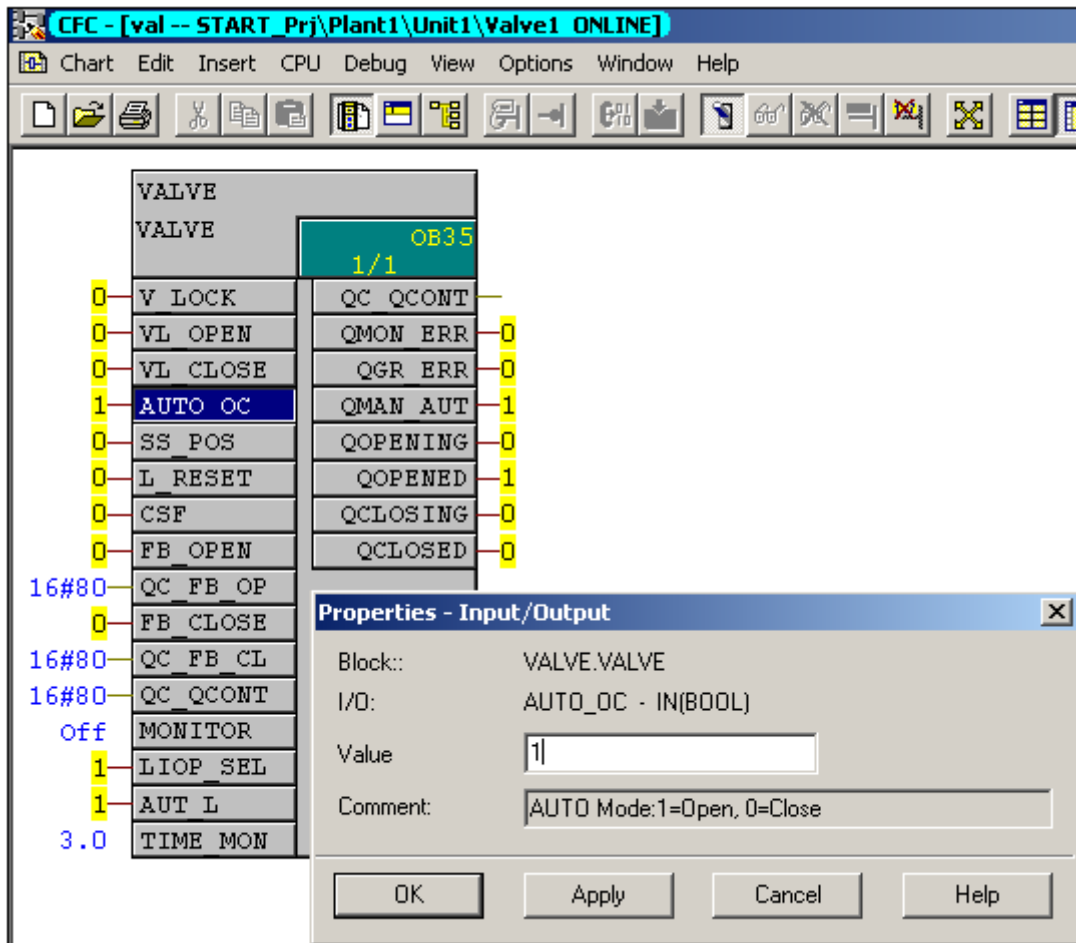 CFC - [val -- START_Prj\Plant1\Unit1\Valve1 ONLINE]
Chart Edit Insert CPU Debug View Options Window Help
VALVE
VALVE
OB35
1/1
0 V_LOCK QC_QCONT
0 VL_OPEN QMON_ERR 0
0 VL_CLOSE QGR_ERR 0
1 AUTO_OC QMAN_AUT 1
0 SS_POS QOPENING 0
0 L_RESET QOPENED 1
0 CSF QCLOSING 0
0 FB_OPEN QCLOSED 0
16#80 QC_FB_OP
0 FB_CLOSE
16#80 QC_FB_CL
16#80 QC_QCONT
Off MONITOR
1 LIOP_SEL
1 AUT_L
3.0 TIME_MON
Properties - Input/Output
Block:: VALVE.VALVE
I/O: AUTO_OC - IN(BOOL)
Value 1
Comment: AUTO Mode:1=Open, 0=Close
OK Apply Cancel Help